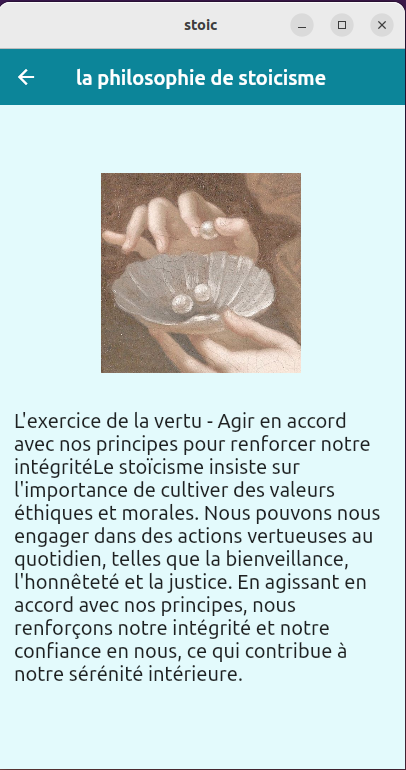 stoic
la philosophie de stoicisme
L'exercice de la vertu - Agir en accord
avec nos principes pour renforcer notre
intégritéLe stoïcisme insiste sur
l'importance de cultiver des valeurs
éthiques et morales. Nous pouvons nous
engager dans des actions vertueuses au
quotidien, telles que la bienveillance,
l'honnêteté et la justice. En agissant en
accord avec nos principes, nous
renforçons notre intégrité et notre
confiance en nous, ce qui contribue à
notre sérénité intérieure.